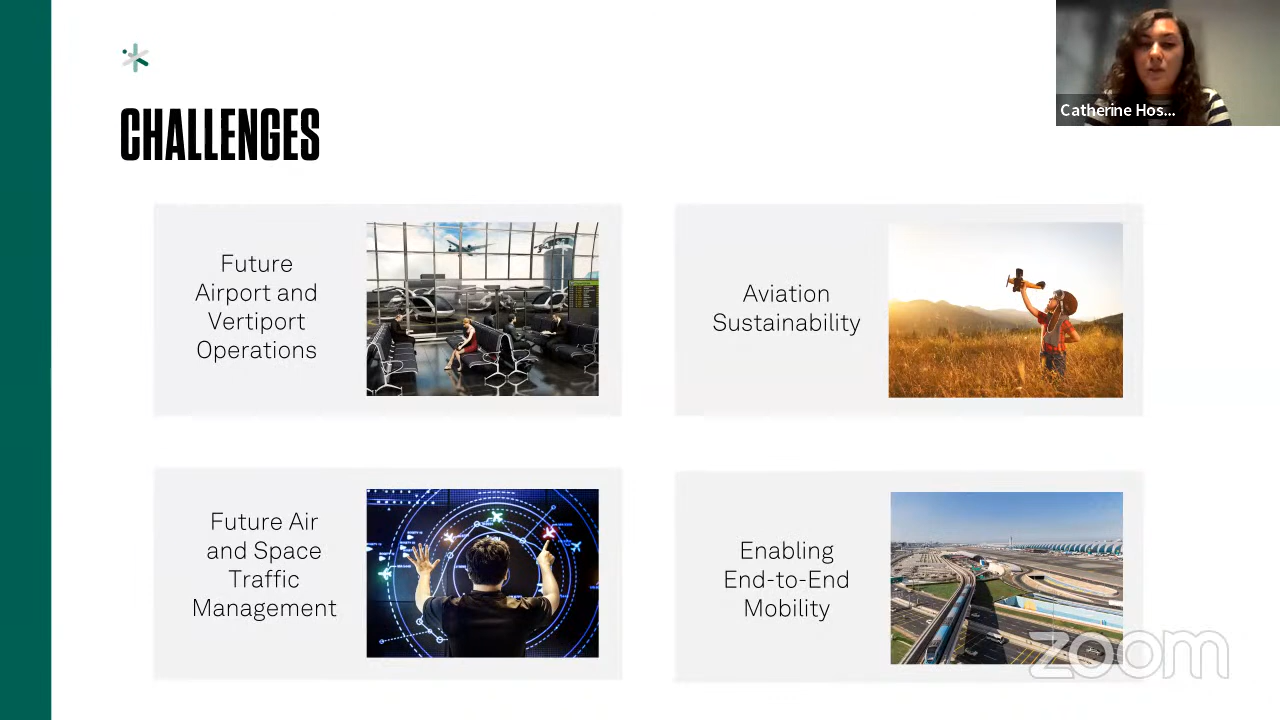 Catherine Hos...
CHALLENGES
Future
Airport and
Vertiport
Operations
Aviation
Sustainability
Future Air
and Space
Traffic
Management
Enabling
End-to-End
Mobility
zoom